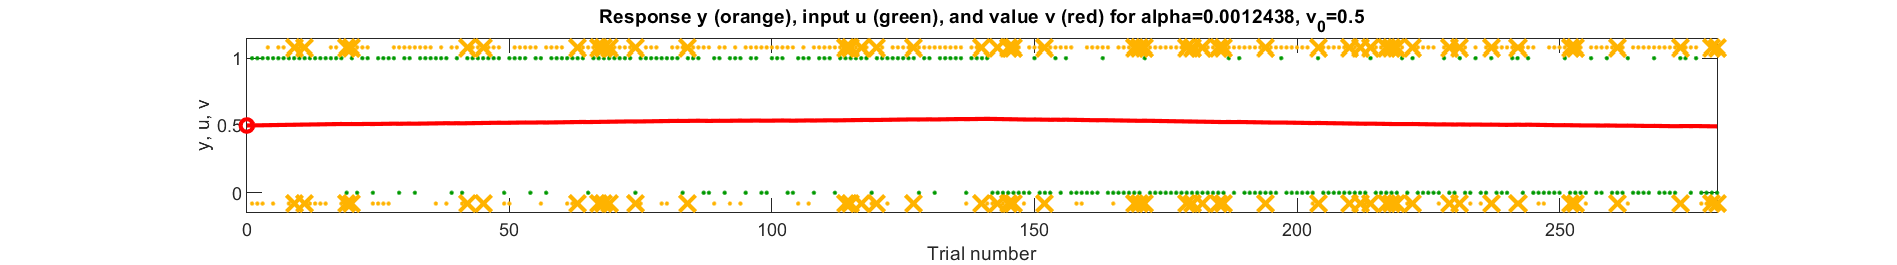 Response y (orange), input u (green), and value v (red) for alpha=0.0012438, v0=0.5
y, u, v
1
0.5
0
0 50 100 150 200 250
Trial number